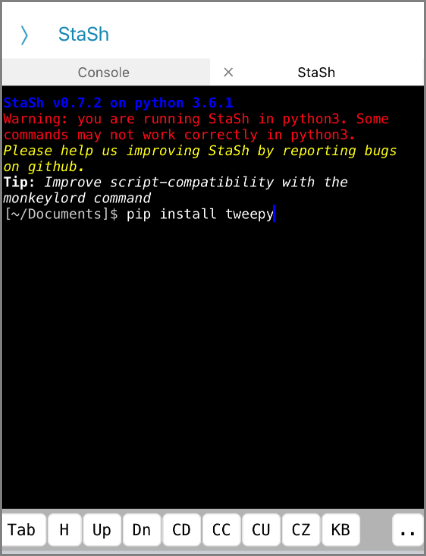 StaSh
Console
× StaSh
StaSh v0.7.2 on python 3.6.1
Warning: you are running StaSh in python3. Some
commands may not work correctly in python3.
Please help us improving StaSh by reporting bugs
on github.
Tip: Improve script-compatibility with the
monkeylord command
[~/Documents]$ pip install tweepy
Tab H Up Dn CD CC CU CZ KB ..